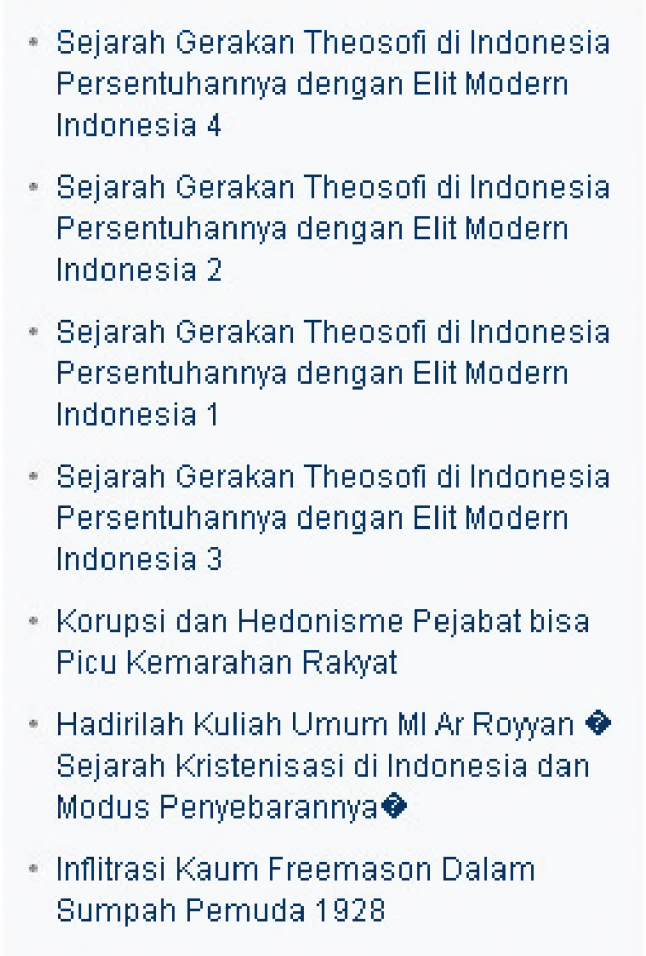 • Sejarah Gerakan Theosofi di Indonesia
Persentuhannya dengan Elit Modern
Indonesia 4
• Sejarah Gerakan Theosofi di Indonesia
Persentuhannya dengan Elit Modern
Indonesia 2
• Sejarah Gerakan Theosofi di Indonesia
Persentuhannya dengan Elit Modern
Indonesia 1
• Sejarah Gerakan Theosofi di Indonesia
Persentuhannya dengan Elit Modern
Indonesia 3
• Korupsi dan Hedonisme Pejabat bisa
Picu Kemarahan Rakyat
• Hadirilah Kuliah Umum MI Ar Royyan �
Sejarah Kristenisasi di Indonesia dan
Modus Penyebarannya�
• Inflitrasi Kaum Freemason Dalam
Sumpah Pemuda 1928